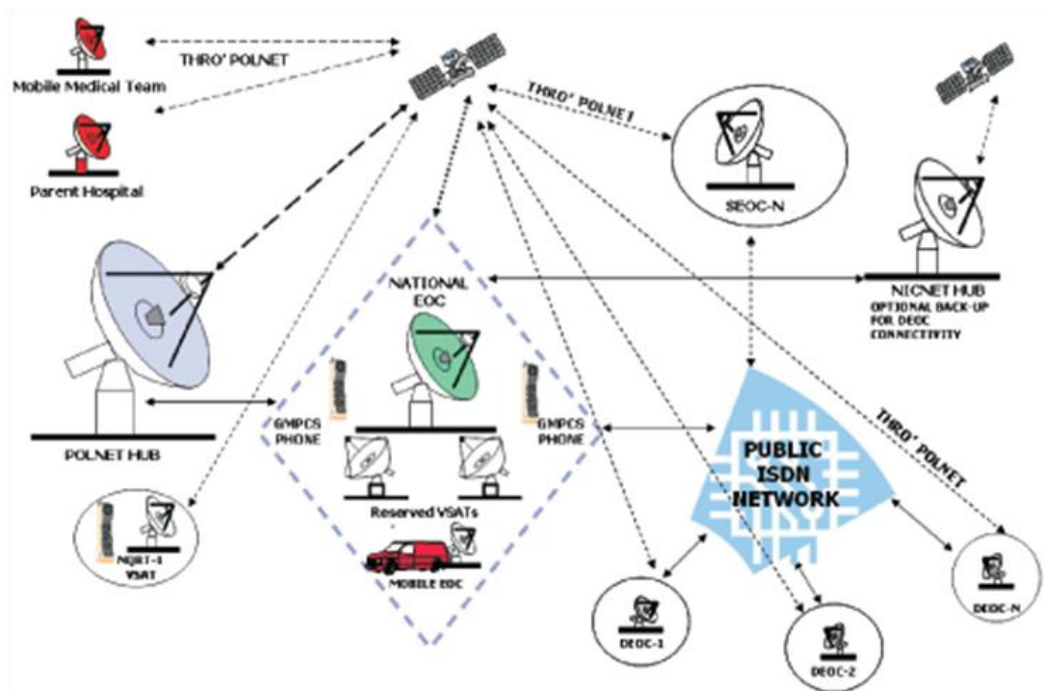 THRO' POLNET
Mobile Medical Team
Parent Hospital
THRO' POLNET
SEOC-N
NICNET HUB
OPTIONAL BACK-UP
FOR DEOC
CONNECTIVITY
NATIONAL
EOC
GMPCS
PHONE
GMPCS
PHONE
POLNET HUB
Reserved VSATs
MOBILE EOC
NQRT-1
VSAT
PUBLIC
ISDN
NETWORK
THRO' POLNET
DEOC-1
DEOC-2
DEOC-N